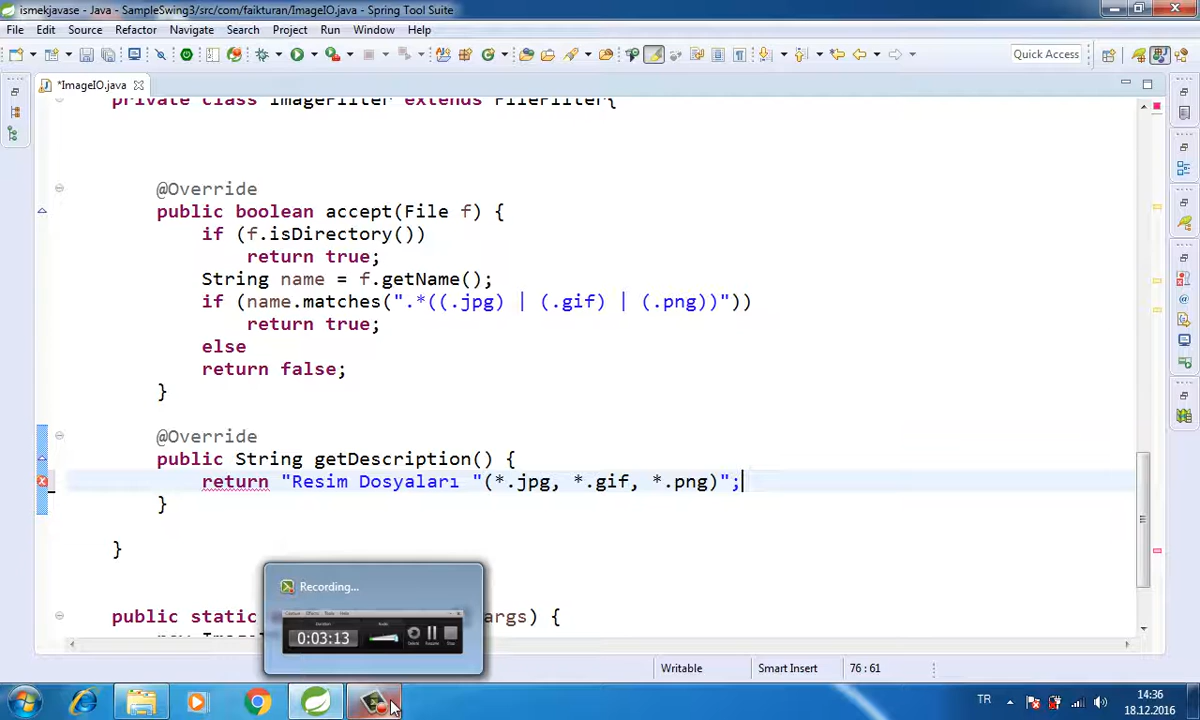 ismekjavase - Java - SampleSwing3/src/com/faikturan/ImageIO.java - Spring Tool Suite
File Edit Source Refactor Navigate Search Project Run Window Help
Quick Access
*ImageIO.java
private class ImageFilter extends FileFilter{
@Override
public boolean accept(File f) {
if (f.isDirectory())
return true;
String name = f.getName();
if (name.matches(".*((.jpg) | (.gif) | (.png))"))
return true;
else
return false;
}
@Override
public String getDescription() {
return "Resim Dosyaları "(*.jpg, *.gif, *.png)";
}
}
Recording...
public static args) {
0:03:13
Writable Smart Insert 76 : 61
TR 14:36
18.12.2016